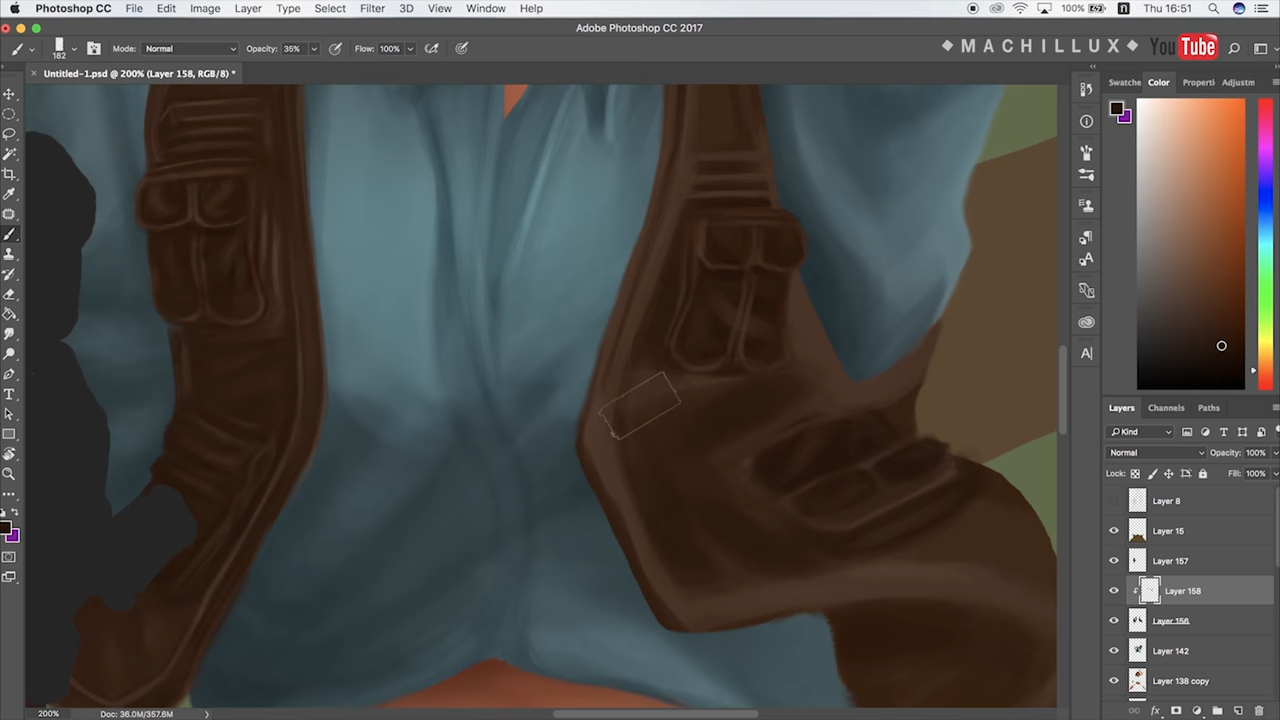 Photoshop CC File Edit Image Layer Type Select Filter 3D View Window Help 100% Thu 16:51
Adobe Photoshop CC 2017
182 Mode: Normal Opacity: 35% Flow: 100%
MACHILLUX YouTube
Untitled-1.psd @ 200% (Layer 158, RGB/8) *
Swatche Color Properti Adjustm
Layers Channels Paths
Kind
Normal Opacity: 100%
Lock: Fill: 100%
Layer 8
Layer 15
Layer 157
Layer 158
Layer 156
Layer 142
Layer 138 copy
fx
200% Doc: 36.0M/357.6M